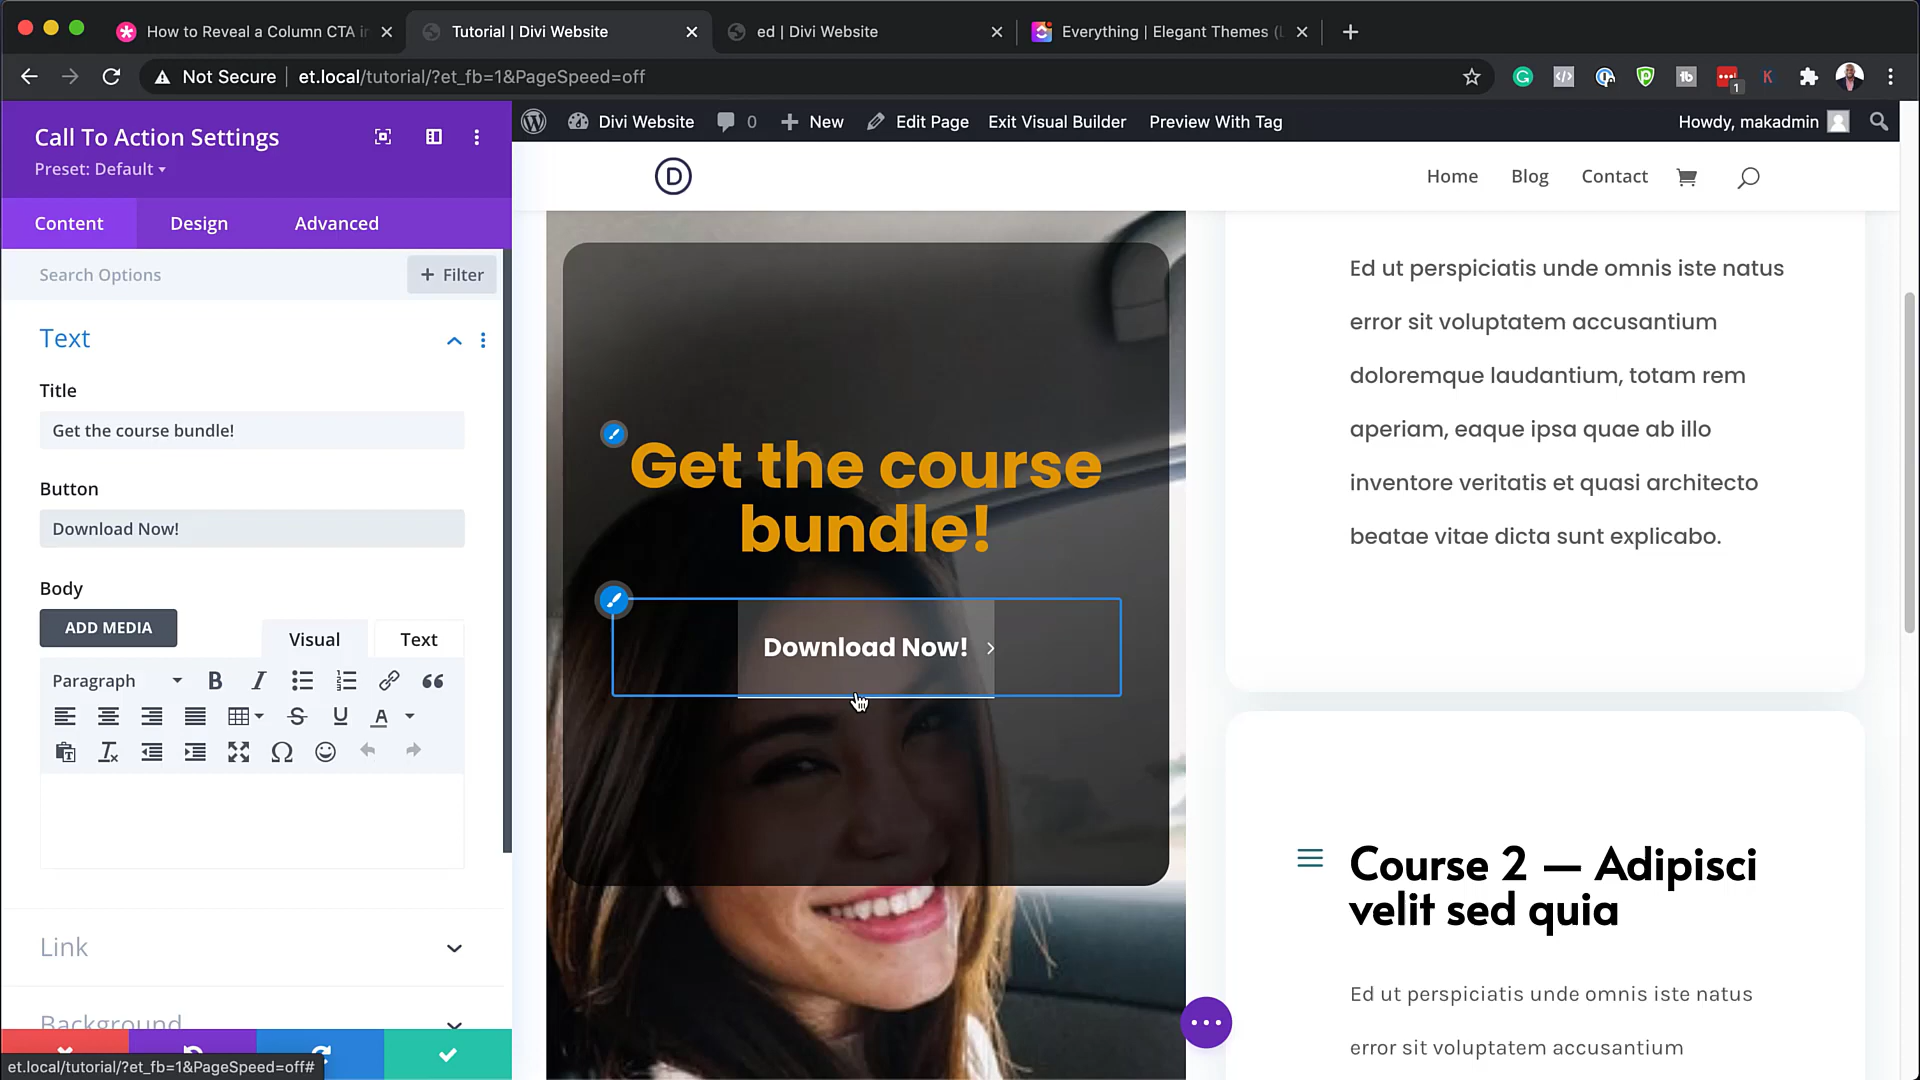 How to Reveal a Column CTA in
Tutorial | Divi Website
ed | Divi Website
Everything | Elegant Themes (
Not Secure
et.local/tutorial/?et_fb=1&PageSpeed=off
1
Call To Action Settings
Preset: Default
Content
Design
Advanced
Search Options
+ Filter
Text
Title
Get the course bundle!
Button
Download Now!
Body
ADD MEDIA
Visual
Text
Paragraph
Link
Background
et.local/tutorial/?et_fb=1&PageSpeed=off#
Divi Website
0
New
Edit Page
Exit Visual Builder
Preview With Tag
Howdy, makadmin
D
Home
Blog
Contact
Get the course
bundle!
Download Now!
Ed ut perspiciatis unde omnis iste natus
error sit voluptatem accusantium
doloremque laudantium, totam rem
aperiam, eaque ipsa quae ab illo
inventore veritatis et quasi architecto
beatae vitae dicta sunt explicabo.
Course 2 — Adipisci
velit sed quia
Ed ut perspiciatis unde omnis iste natus
error sit voluptatem accusantium